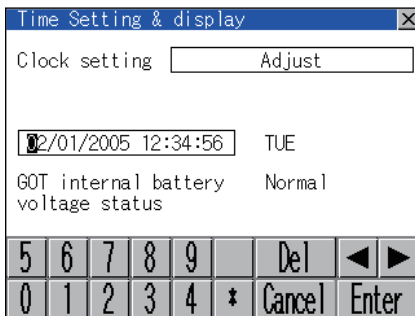 Time Setting & display
Clock setting Adjust
02/01/2005 12:34:56 TUE
GOT internal battery Normal
voltage status
5 6 7 8 9 Del ◀ ▶
0 1 2 3 4 * Cancel Enter